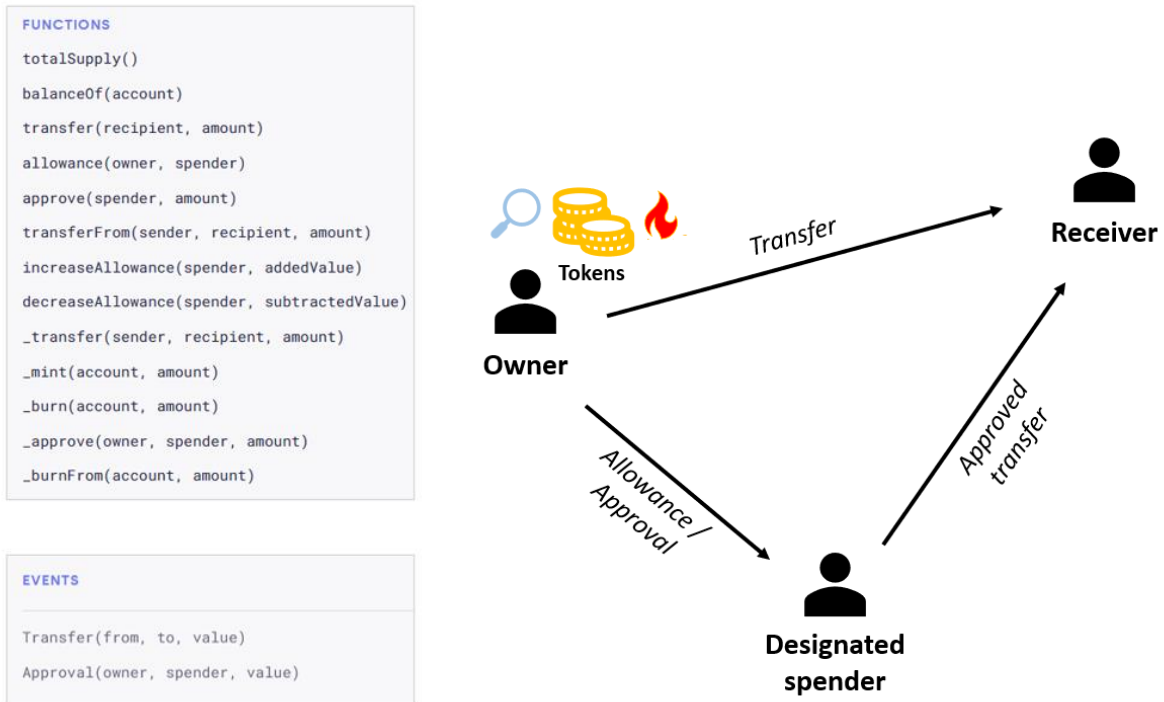 FUNCTIONS
totalSupply()
balanceOf(account)
transfer(recipient, amount)
allowance(owner, spender)
approve(spender, amount)
transferFrom(sender, recipient, amount)
increaseAllowance(spender, addedValue)
decreaseAllowance(spender, subtractedValue)
_transfer(sender, recipient, amount)
_mint(account, amount)
_burn(account, amount)
_approve(owner, spender, amount)
_burnFrom(account, amount)
EVENTS
Transfer(from, to, value)
Approval(owner, spender, value)
Tokens
Owner
Transfer
Receiver
Allowance /
Approval
Approved
transfer
Designated
spender